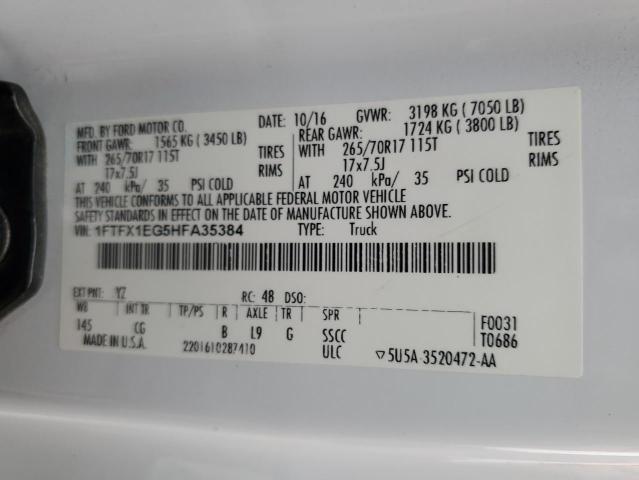 MFD. BY FORD MOTOR CO. DATE: 10/16 GVWR: 3198 KG ( 7050 LB)
FRONT GAWR: 1565 KG ( 3450 LB) REAR GAWR: 1724 KG ( 3800 LB)
WITH 265/70R17 115T TIRES WITH 265/70R17 115T TIRES
17x7.5J RIMS 17x7.5J RIMS
AT 240 kPa/ 35 PSI COLD AT 240 kPa/ 35 PSI COLD
THIS VEHICLE CONFORMS TO ALL APPLICABLE FEDERAL MOTOR VEHICLE
SAFETY STANDARDS IN EFFECT ON THE DATE OF MANUFACTURE SHOWN ABOVE.
VIN: 1FTFX1EG5HFA35384 TYPE: Truck
EXT PNT: YZ RC: 48 DSO:
WB INT TR TP/PS R AXLE TR SPR F0031
145 CG B L9 G SSCC T0686
MADE IN U.S.A. 2201610287410 ULC ▽5U5A-3520472-AA